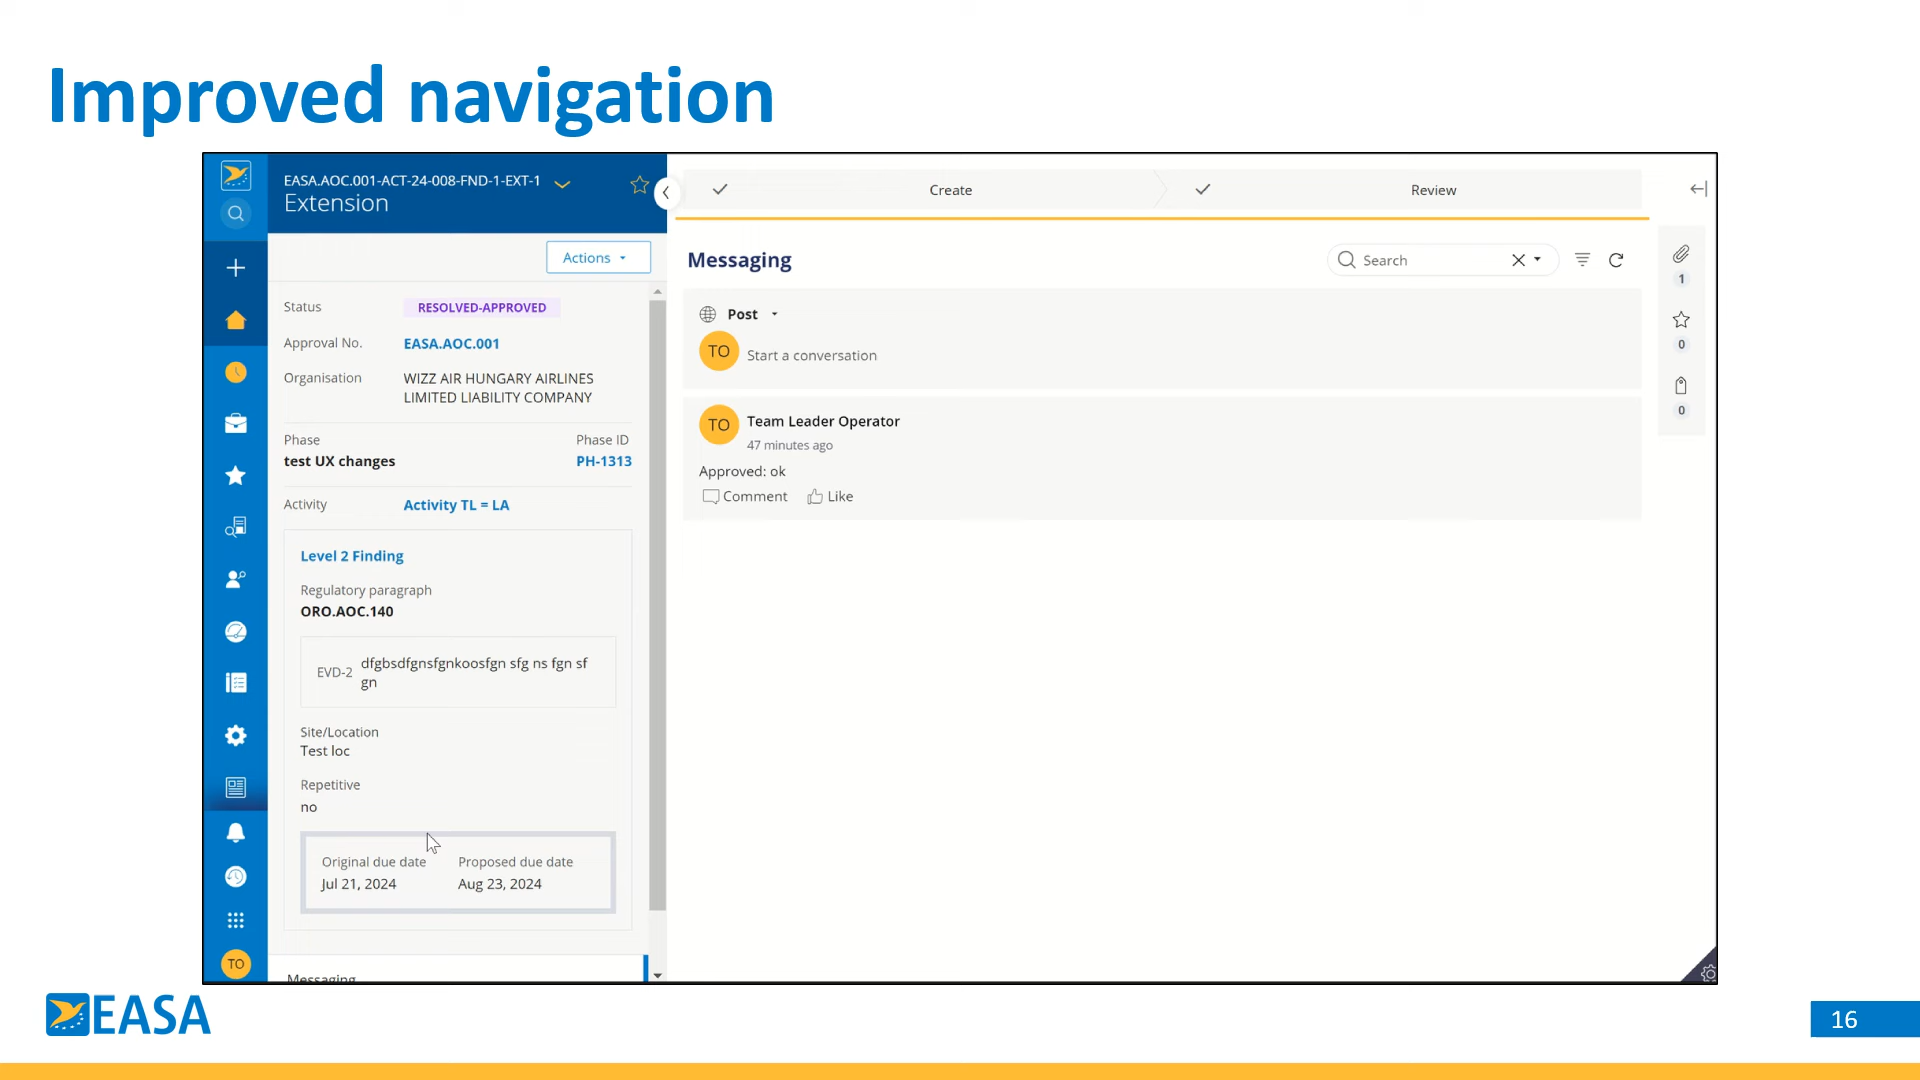 Improved navigation
EASA.AOC.001-ACT-24-008-FND-1-EXT-1
Extension
Actions
Status RESOLVED-APPROVED
Approval No. EASA.AOC.001
Organisation WIZZ AIR HUNGARY AIRLINES
LIMITED LIABILITY COMPANY
Phase Phase ID
test UX changes PH-1313
Activity Activity TL = LA
Level 2 Finding
Regulatory paragraph
ORO.AOC.140
EVD-2 dfgbsdfgnsfgnkoosfgn sfg ns fgn sf
gn
Site/Location
Test loc
Repetitive
no
Original due date Proposed due date
Jul 21, 2024 Aug 23, 2024
Messaging
TO
Create Review
Messaging
Search
Post
TO Start a conversation
TO Team Leader Operator
47 minutes ago
Approved: ok
Comment Like
1
0
0
EASA
16